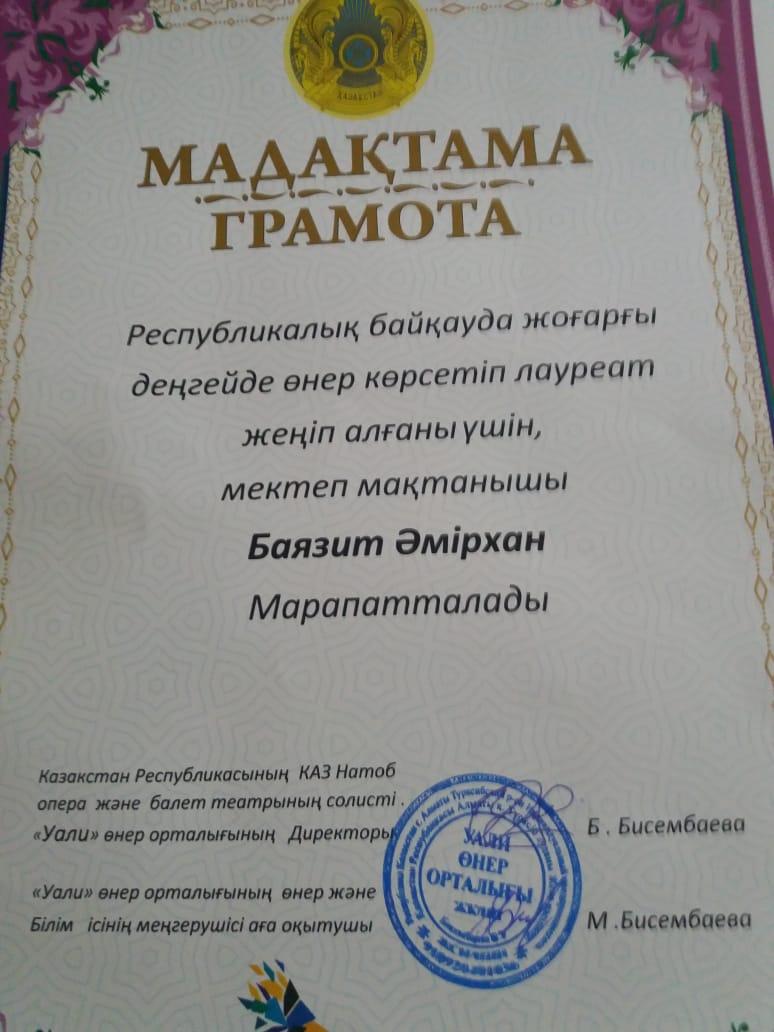 ҚАЗАҚСТАН
МАДАҚТАМА
ГРАМОТА
Республикалық байқауда жоғарғы
деңгейде өнер көрсетіп лауреат
жеңіп алғаны үшін,
мектеп мақтанышы
Баязит Әмірхан
Марапатталады
Казакстан Республикасының КАЗ Натоб
опера және балет театрының солисті .
«Уали» өнер орталығының Директоры
Б . Бисембаева
«Уали» өнер орталығының өнер және
Білім ісінің меңгерушісі аға оқытушы
М .Бисембаева
УАЛИ
ӨНЕР
ОРТАЛЫҒЫ